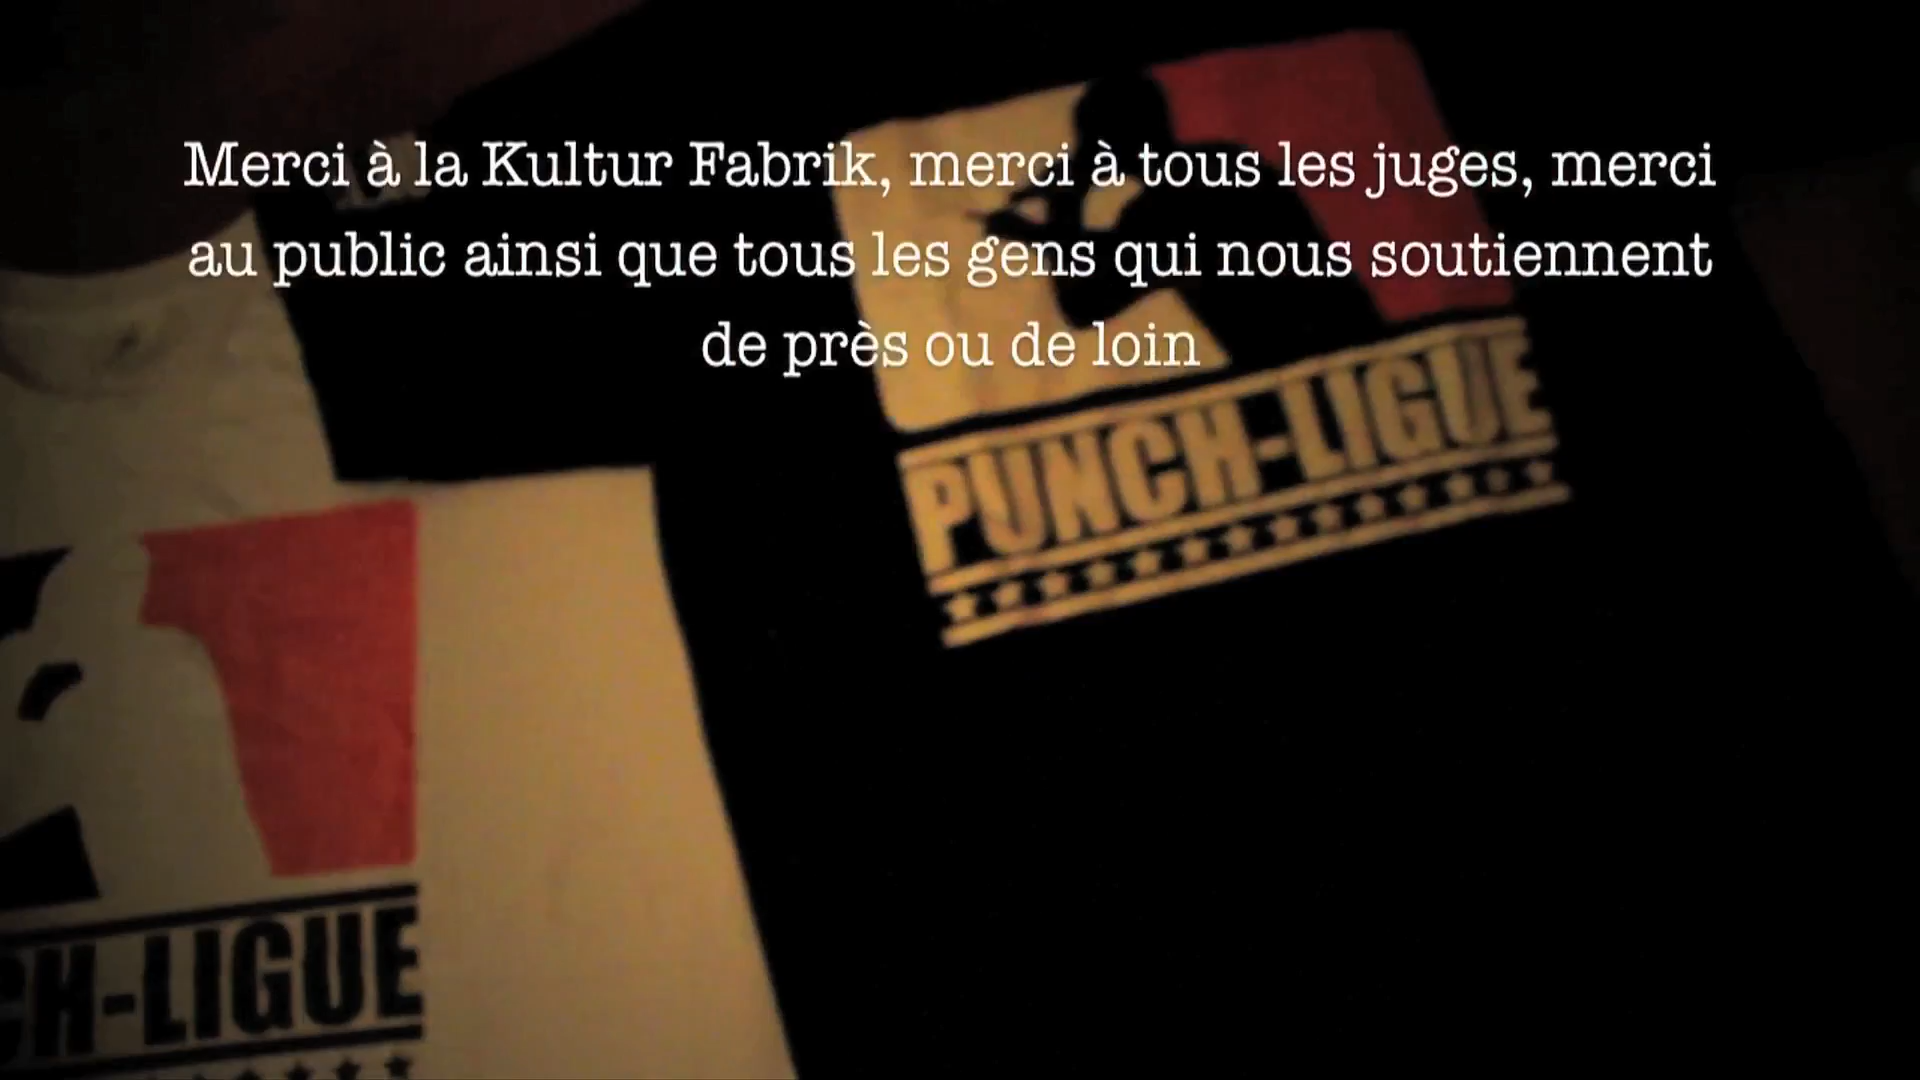 Merci à la Kultur Fabrik, merci à tous les juges, merci
au public ainsi que tous les gens qui nous soutiennent
de près ou de loin
PUNCH-LIGUE
CH-LIGUE